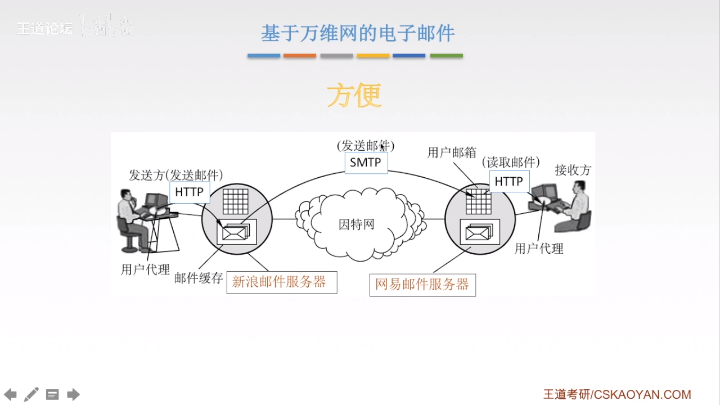 王道论坛
基于万维网的电子邮件
方便
(发送邮件)
SMTP
用户邮箱
(读取邮件)
HTTP
接收方
发送方(发送邮件)
HTTP
因特网
用户代理
邮件缓存
新浪邮件服务器
网易邮件服务器
用户代理
王道考研/CSKAOYAN.COM